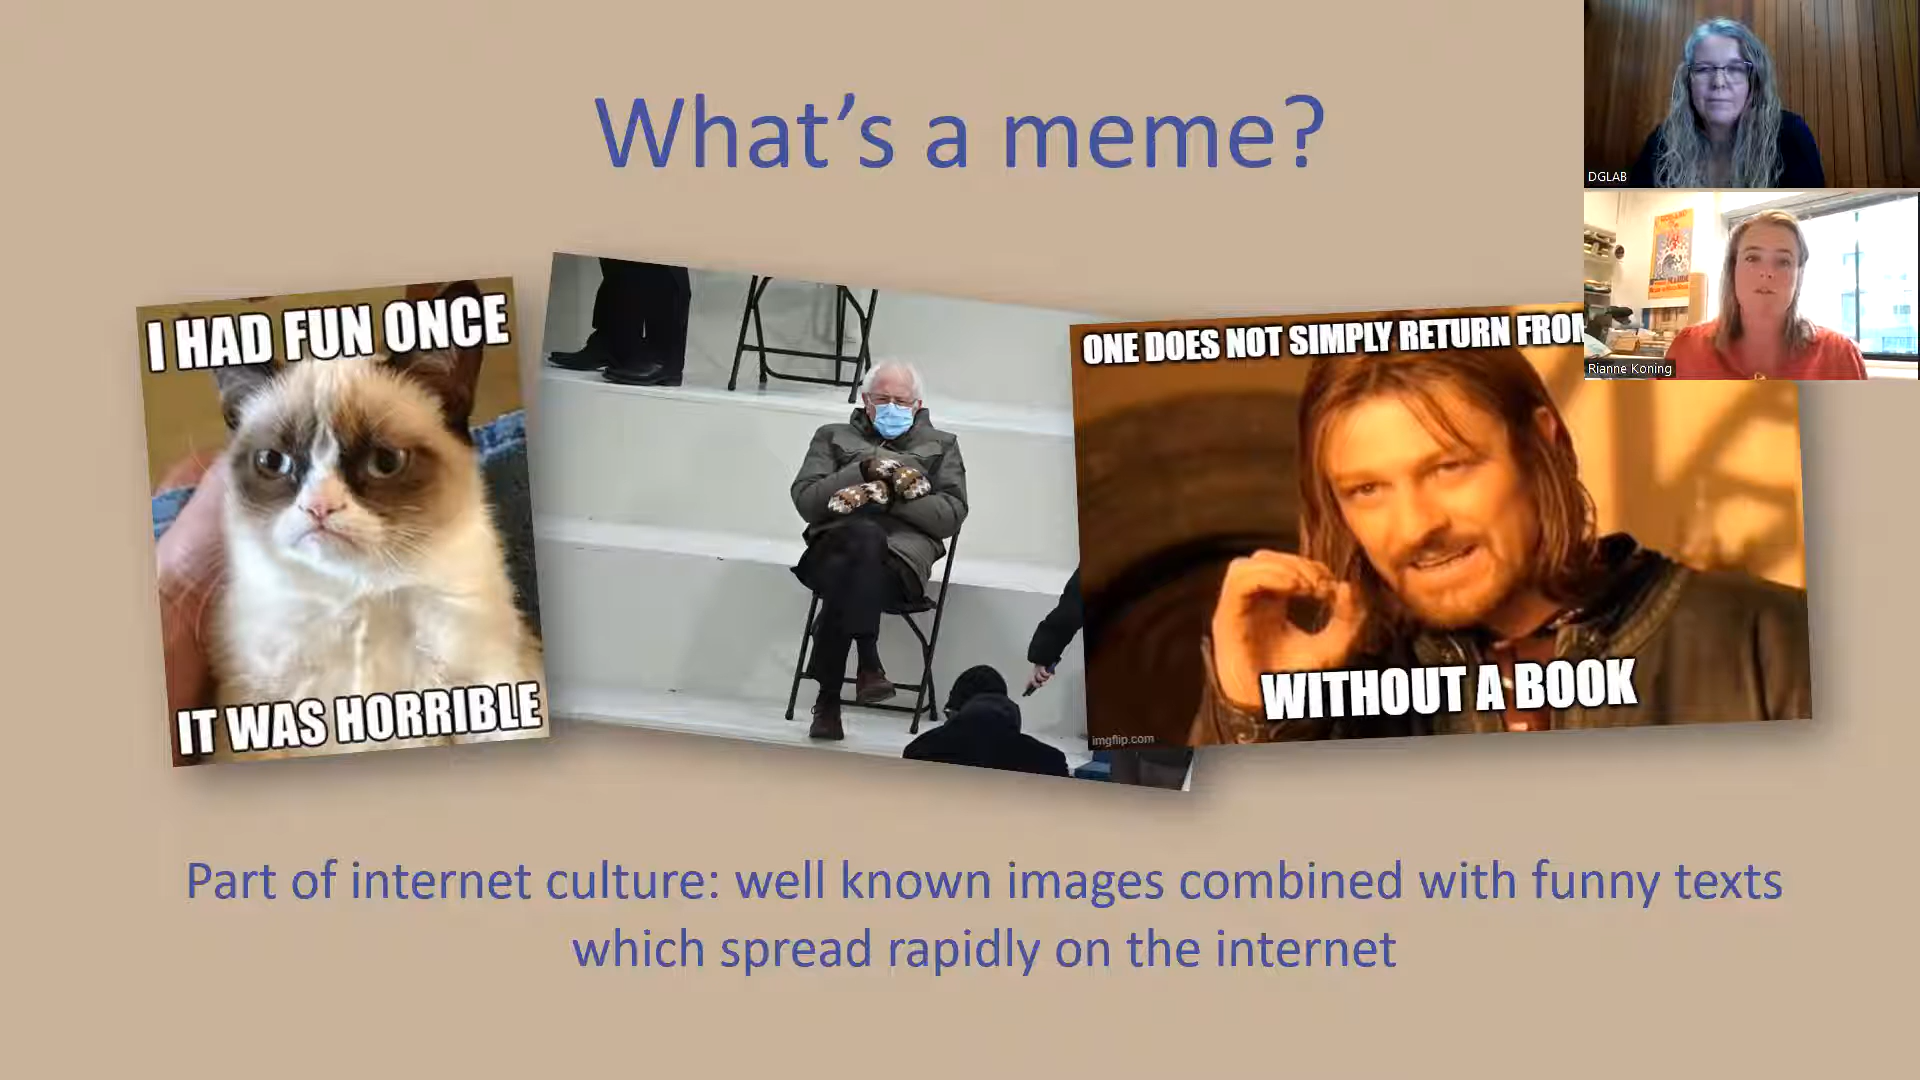 What's a meme?
DGLAB
Rianne Koning
I HAD FUN ONCE
IT WAS HORRIBLE
ONE DOES NOT SIMPLY RETURN FROM
WITHOUT A BOOK
imgflip.com
Part of internet culture: well known images combined with funny texts
which spread rapidly on the internet